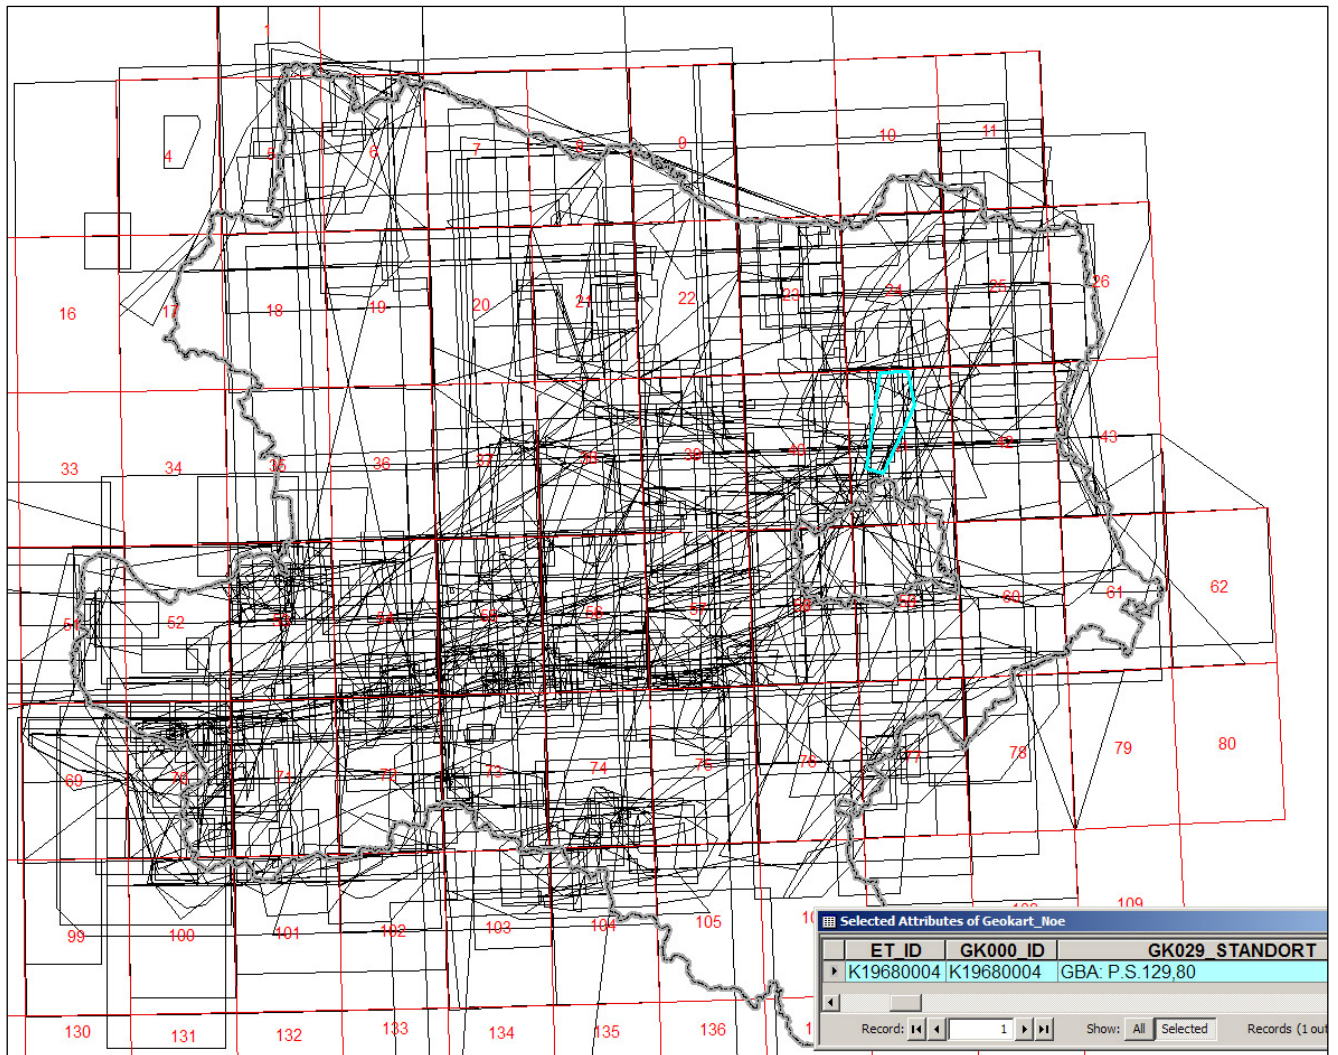 1
4 5 6 7 8 9 10 11
16 17 18 19 20 21 22 23 24 25 26
33 34 35 36 37 38 39 40 42 43
51 52 53 54 55 56 57 58 59 60 61 62
69 70 71 72 73 74 75 76 77 78 79 80
99 100 101 102 103 104 105 109
130 131 132 133 134 135 136
Selected Attributes of Geokart_Noe
ET_ID GK000_ID GK029_STANDORT
K19680004 K19680004 GBA: P.S.129,80
Record: 1 Show: All Selected Records (1 out